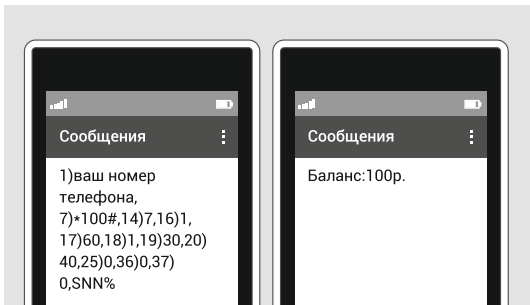 Сообщения
1)ваш номер
телефона,
7)*100#,14)7,16)1,
17)60,18)1,19)30,20)
40,25)0,36)0,37)
0,SNN%
Сообщения
Баланс:100р.